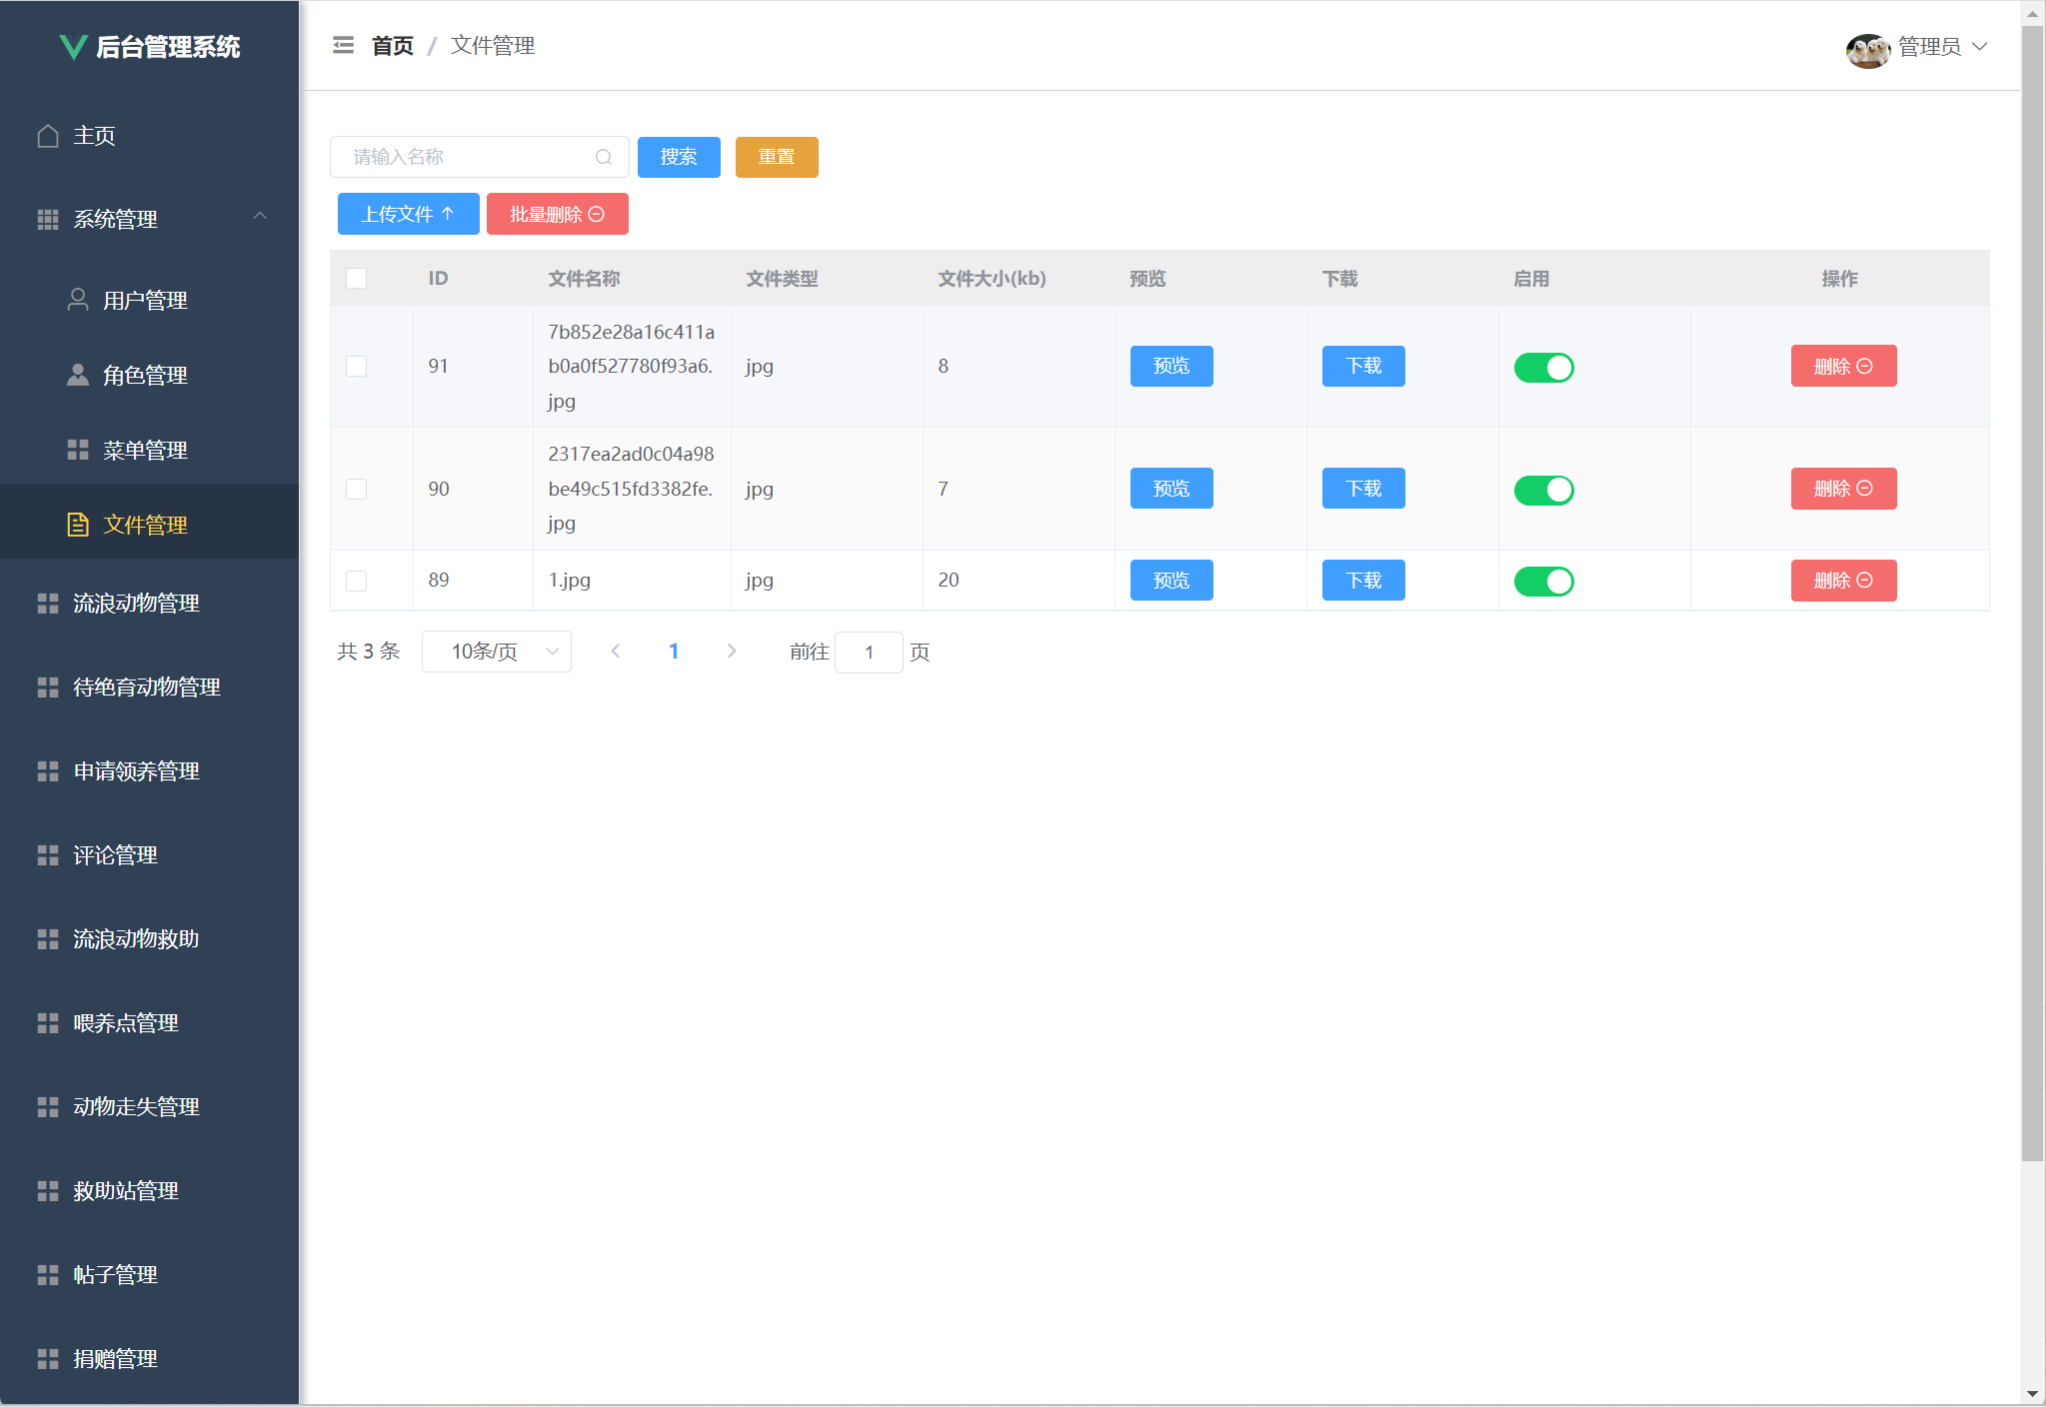 后台管理系统
首页 / 文件管理
管理员
主页
系统管理
用户管理
角色管理
菜单管理
文件管理
流浪动物管理
待绝育动物管理
申请领养管理
评论管理
流浪动物救助
喂养点管理
动物走失管理
救助站管理
帖子管理
捐赠管理
请输入名称 搜索 重置
上传文件 批量删除
ID 文件名称 文件类型 文件大小(kb) 预览 下载 启用 操作
7b852e28a16c411a
91 b0a0f527780f93a6. jpg 8 预览 下载 删除
jpg
2317ea2ad0c04a98
90 be49c515fd3382fe. jpg 7 预览 下载 删除
jpg
89 1.jpg jpg 20 预览 下载 删除
共 3 条 10条/页 1 前往 1 页